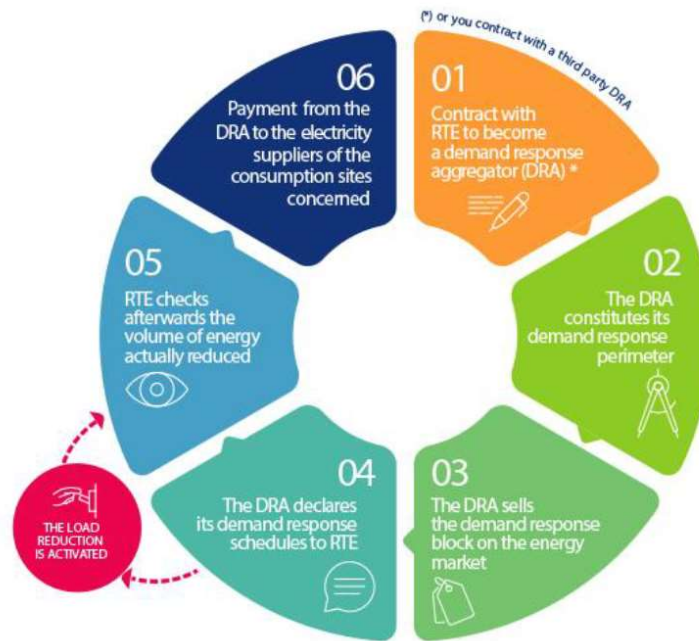 (*) or you contract with a third party DRA
01
Contract with
RTE to become
a demand response
aggregator (DRA) *
02
The DRA
constitutes its
demand response
perimeter
03
The DRA sells
the demand response
block on the energy
market
04
The DRA declares
its demand response
schedules to RTE
THE LOAD
REDUCTION
IS ACTIVATED
05
RTE checks
afterwards the
volume of energy
actually reduced
06
Payment from the
DRA to the electricity
suppliers of the
consumption sites
concerned